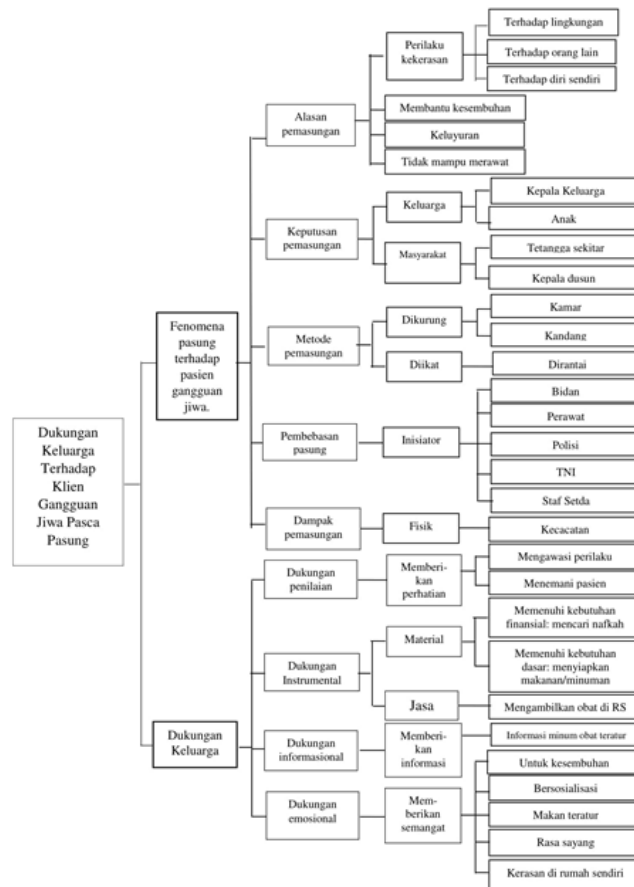 Dukungan
Keluarga
Terhadap
Klien
Gangguan
Jiwa Pasca
Pasung
Fenomena
pasung
terhadap
pasien
gangguan
jiwa.
Alasan
pemasungan
Perilaku
kekerasan
Terhadap lingkungan
Terhadap orang lain
Terhadap diri sendiri
Membantu kesembuhan
Keluyuran
Tidak mampu merawat
Keputusan
pemasungan
Keluarga
Kepala Keluarga
Anak
Masyarakat
Tetangga sekitar
Kepala dusun
Metode
pemasungan
Dikurung
Kamar
Kandang
Diikat
Dirantai
Pembebasan
pasung
Inisiator
Bidan
Perawat
Polisi
TNI
Staf Setda
Dampak
pemasungan
Fisik
Kecacatan
Dukungan
Keluarga
Dukungan
penilaian
Memberi-
kan
perhatian
Mengawasi perilaku
Menemani pasien
Dukungan
Instrumental
Material
Memenuhi kebutuhan
finansial: mencari nafkah
Memenuhi kebutuhan
dasar: menyiapkan
makanan/minuman
Jasa
Mengambilkan obat di RS
Dukungan
informasional
Memberi-
kan
informasi
Informasi minum obat teratur
Dukungan
emosional
Mem-
berikan
semangat
Untuk kesembuhan
Bersosialisasi
Makan teratur
Rasa sayang
Kerasan di rumah sendiri